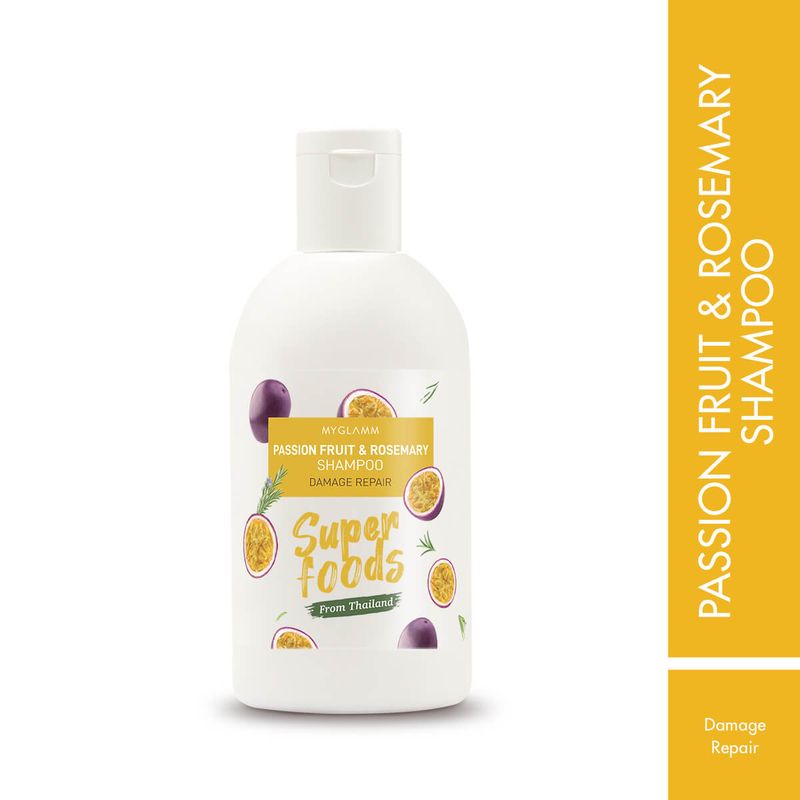 MYGLAMM
PASSION FRUIT & ROSEMARY
SHAMPOO
DAMAGE REPAIR
Super
foods
From Thailand
PASSION FRUIT & ROSEMARY
SHAMPOO
Damage
Repair